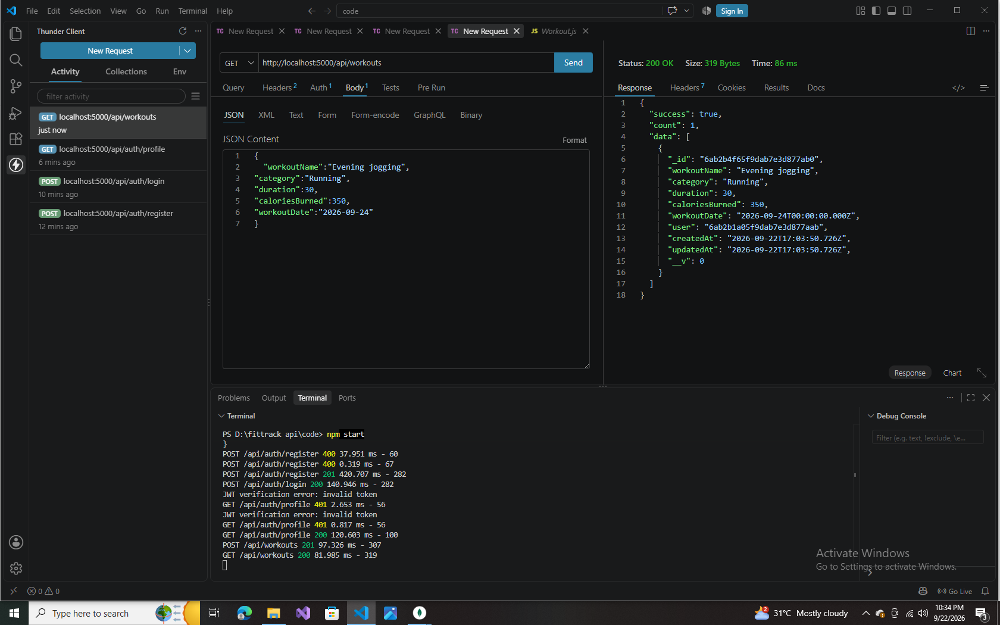 File Edit Selection View Go Run Terminal Help
code
Sign In
Thunder Client
New Request
Activity Collections Env
filter activity
GET localhost:5000/api/workouts
just now
GET localhost:5000/api/auth/profile
6 mins ago
POST localhost:5000/api/auth/login
10 mins ago
POST localhost:5000/api/auth/register
12 mins ago
TC New Request TC New Request TC New Request TC New Request JS Workout.js
GET http://localhost:5000/api/workouts Send
Query Headers 2 Auth 1 Body 1 Tests Pre Run
JSON XML Text Form Form-encode GraphQL Binary
JSON Content Format
1 {
2 "workoutName":"Evening jogging",
3 "category":"Running",
4 "duration":30,
5 "caloriesBurned":350,
6 "workoutDate":"2026-09-24"
7 }
Status: 200 OK Size: 319 Bytes Time: 86 ms
Response Headers 7 Cookies Results Docs </>
1 {
2 "success": true,
3 "count": 1,
4 "data": [
5 {
6 "_id": "6ab2b4f65f9dab7e3d877ab0",
7 "workoutName": "Evening jogging",
8 "category": "Running",
9 "duration": 30,
10 "caloriesBurned": 350,
11 "workoutDate": "2026-09-24T00:00:00.000Z",
12 "user": "6ab2b1a05f9dab7e3d877aab",
13 "createdAt": "2026-09-22T17:03:50.726Z",
14 "updatedAt": "2026-09-22T17:03:50.726Z",
15 "__v": 0
16 }
17 ]
18 }
Response Chart
Problems Output Terminal Ports
Terminal
PS D:\fittrack api\code> npm start
}
POST /api/auth/register 400 37.951 ms - 60
POST /api/auth/register 400 0.319 ms - 67
POST /api/auth/register 201 420.707 ms - 282
POST /api/auth/login 200 140.946 ms - 282
JWT verification error: invalid token
GET /api/auth/profile 401 2.653 ms - 56
JWT verification error: invalid token
GET /api/auth/profile 401 0.817 ms - 56
GET /api/auth/profile 200 120.603 ms - 100
POST /api/workouts 201 97.326 ms - 307
GET /api/workouts 200 81.985 ms - 319
Debug Console
Filter (e.g. text, !exclude, \e...
Activate Windows
Go to Settings to activate Windows.
0 0
Go Live
Type here to search
2
31°C Mostly cloudy
10:34 PM
9/22/2026
3